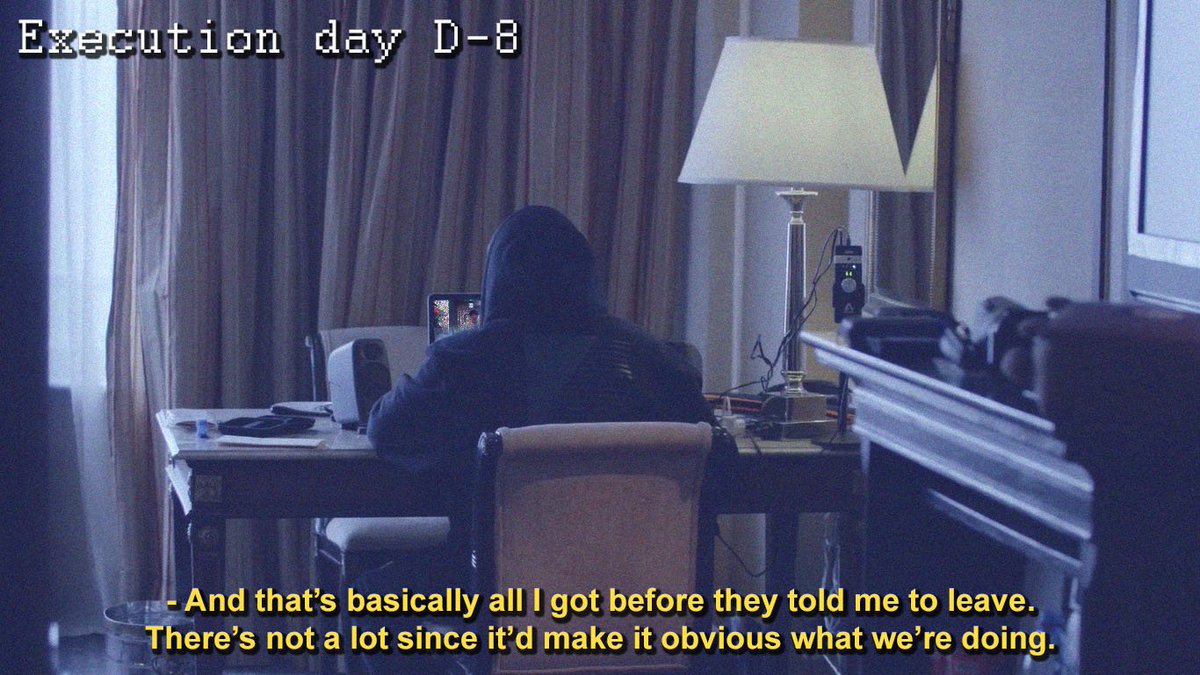 Execution day D-8
- And that's basically all I got before they told me to leave.
There's not a lot since it'd make it obvious what we're doing.